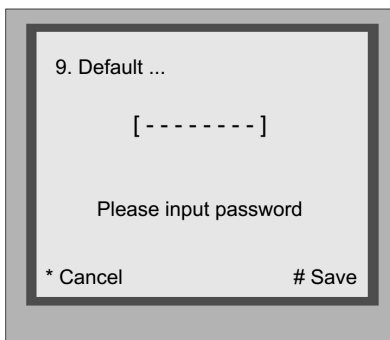 9. Default ...
[--------]
Please input password
* Cancel # Save